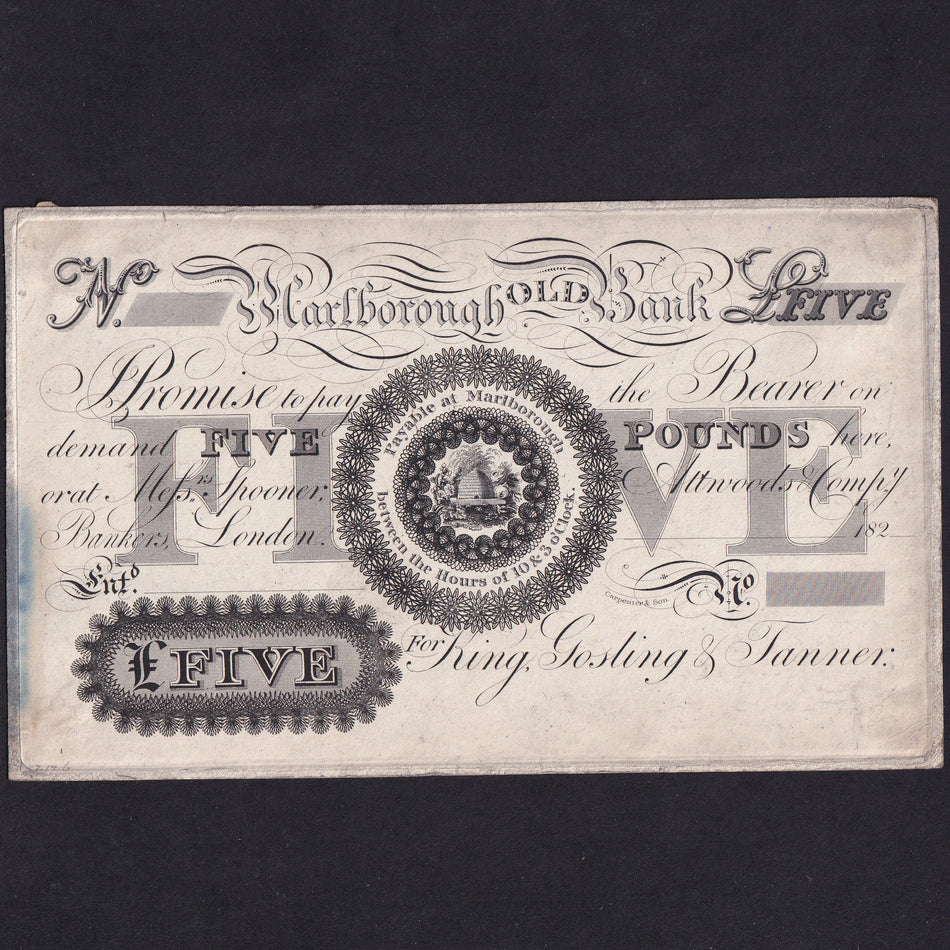 No. Marlborough OLD Bank £FIVE
I Promise to pay the Bearer on
demand FIVE POUNDS here,
or at Messrs. Spooner, Attwoods & Compy
Bankers, London. 182
Payable at Marlborough
between the Hours of 10 & 3 o'Clock.
FIVE
Entd.
Carpenter & Son.
No.
£FIVE
For King, Gosling & Tanner.